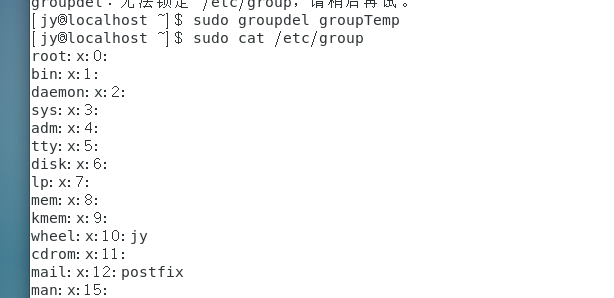 groupdel：无法锁定 /etc/group，请稍后再试。
[jy@localhost ~]$ sudo groupdel groupTemp
[jy@localhost ~]$ sudo cat /etc/group
root:x:0:
bin:x:1:
daemon:x:2:
sys:x:3:
adm:x:4:
tty:x:5:
disk:x:6:
lp:x:7:
mem:x:8:
kmem:x:9:
wheel:x:10:jy
cdrom:x:11:
mail:x:12:postfix
man:x:15: